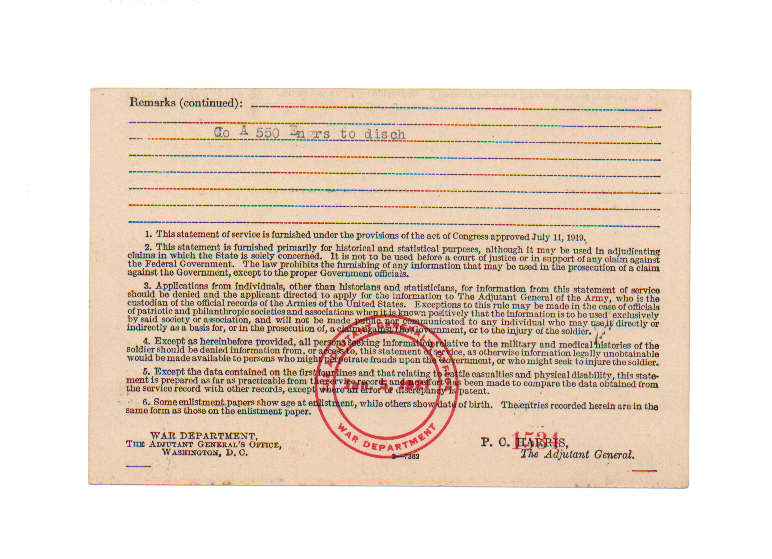 Remarks (continued):
Co A 550 Engrs to disch
1. This statement of service is furnished under the provisions of the act of Congress approved July 11, 1919.
2. This statement is furnished primarily for historical and statistical purposes, although it may be used in adjudicating
claims in which the State is solely concerned. It is not to be used before a court of justice or in support of any claim against
the Federal Government. The law prohibits the furnishing of any information that may be used in the prosecution of a claim
against the Government, except to the proper Government officials.
3. Applications from individuals, other than historians and statisticians, for information from this statement of service
should be denied and the applicant directed to apply for the information to The Adjutant General of the Army, who is the
custodian of the official records of the Armies of the United States. Exceptions to this rule may be made in the case of officials
of patriotic and philanthropic societies and associations when it is known positively that the information is to be used exclusively
by said society or association, and will not be made public nor communicated to any individual who may use it directly or
indirectly as a basis for, or in the prosecution of, a claim against the Government, or to the injury of the soldier.
4. Except as hereinbefore provided, all persons seeking information relative to the military and medical histories of the
soldier should be denied information from, or access to, this statement of service, as otherwise information legally unobtainable
would be made available to persons who might perpetrate frauds upon the Government, or who might seek to injure the soldier.
5. Except the data contained on the first four lines and that relating to battle casualties and physical disability, this state-
ment is prepared as far as practicable from the service record. No effort has been made to compare the data obtained from
the service record with other records, except where an error or discrepancy is patent.
6. Some enlistment papers show age at enlistment, while others show date of birth. The entries recorded herein are in the
same form as those on the enlistment paper.
WAR DEPARTMENT,
THE ADJUTANT GENERAL'S OFFICE,
WASHINGTON, D. C.
WAR DEPARTMENT
3—7382
P. C. HARRIS,
1534
The Adjutant General.